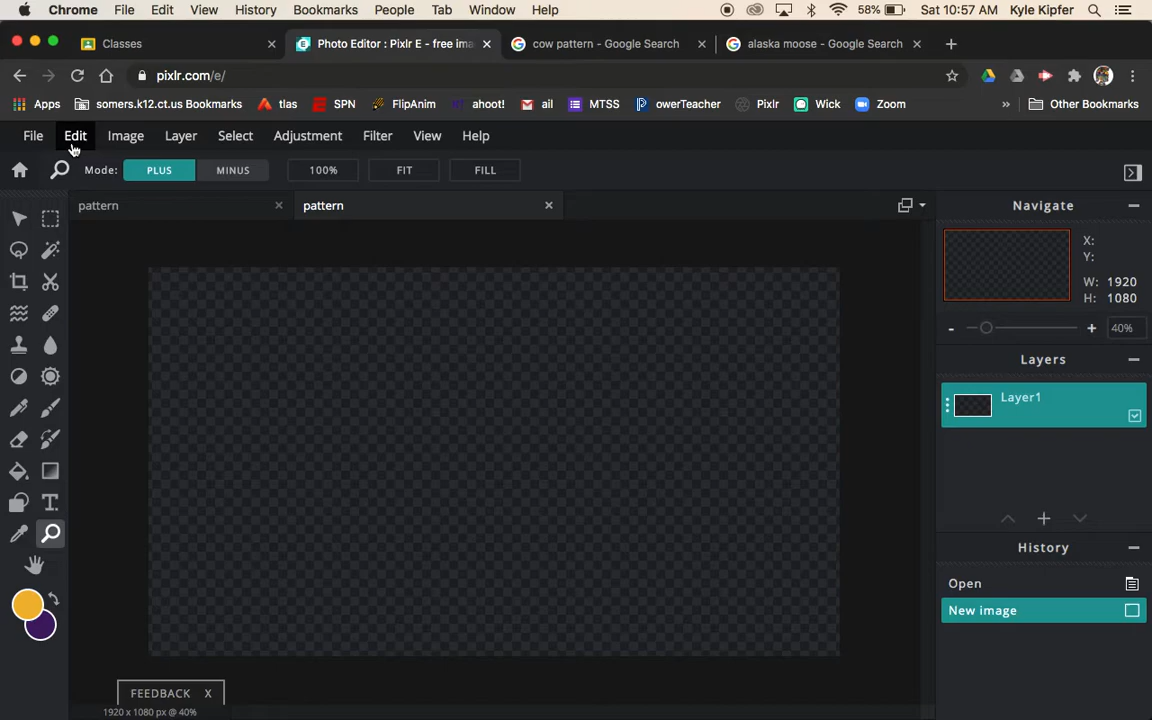 Chrome File Edit View History Bookmarks People Tab Window Help 58% Sat 10:57 AM Kyle Kipfer
Classes Photo Editor : Pixlr E - free ima cow pattern - Google Search alaska moose - Google Search
pixlr.com/e/
Apps somers.k12.ct.us Bookmarks tlas SPN FlipAnim ahoot! ail MTSS owerTeacher Pixlr Wick Zoom » Other Bookmarks
File Edit Image Layer Select Adjustment Filter View Help
Mode: PLUS MINUS 100% FIT FILL
pattern pattern Navigate
X:
Y:
W: 1920
H: 1080
- + 40%
Layers
Layer1
History
Open
New image
FEEDBACK X
1920 x 1080 px @ 40%